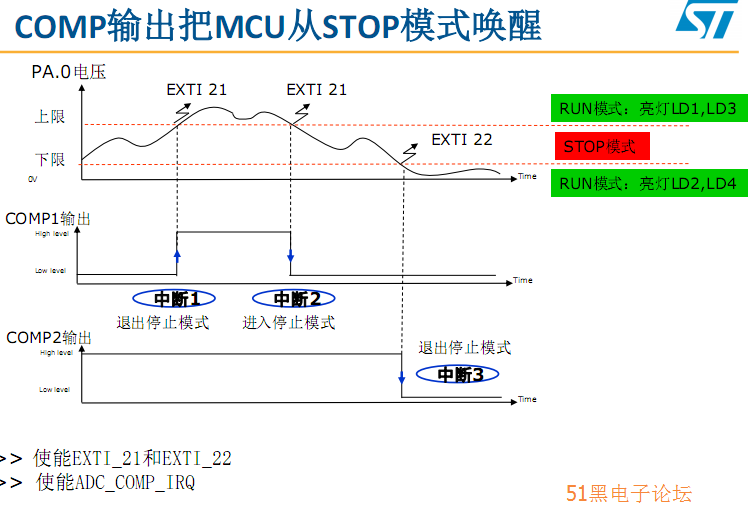 COMP输出把MCU从STOP模式唤醒
ST
PA.0电压
EXTI 21
EXTI 21
上限
RUN模式：亮灯LD1,LD3
EXTI 22
STOP模式
下限
0V
Time
RUN模式：亮灯LD2,LD4
COMP1输出
High level
Low level
Time
中断1
中断2
退出停止模式
进入停止模式
COMP2输出
High level
退出停止模式
中断3
Low level
Time
>> 使能EXTI_21和EXTI_22
>> 使能ADC_COMP_IRQ
51黑电子论坛